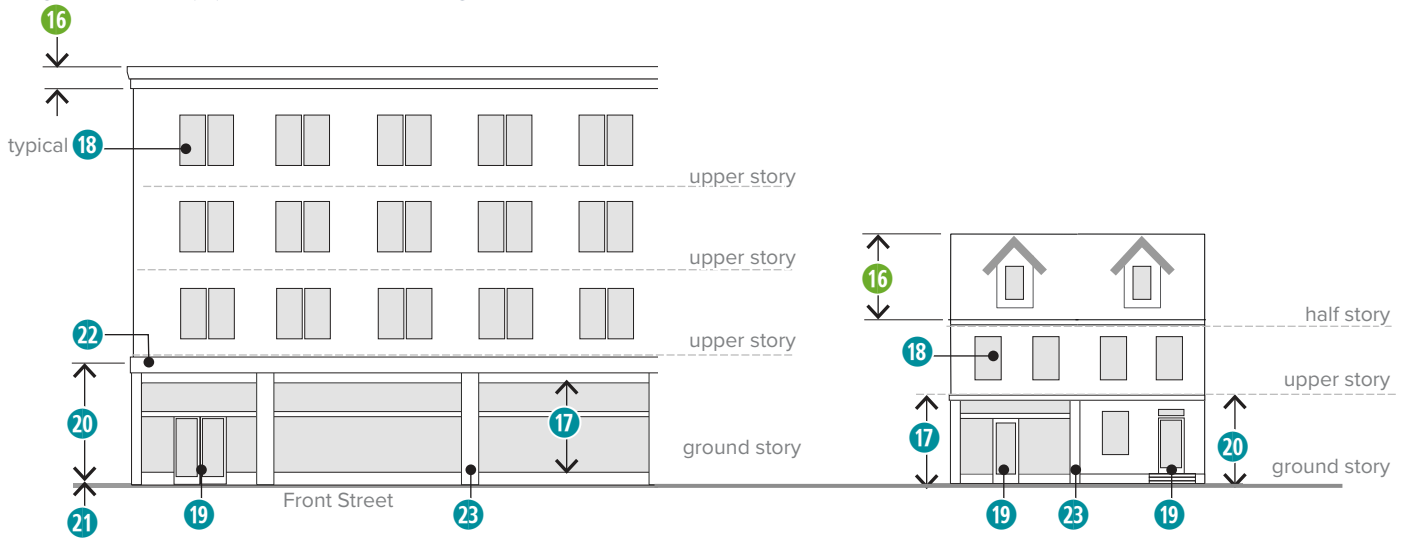 16
typical 18
upper story
upper story
22
upper story
20
17
ground story
21
Front Street
19
23
16
half story
18
upper story
17
20
ground story
19
23
19